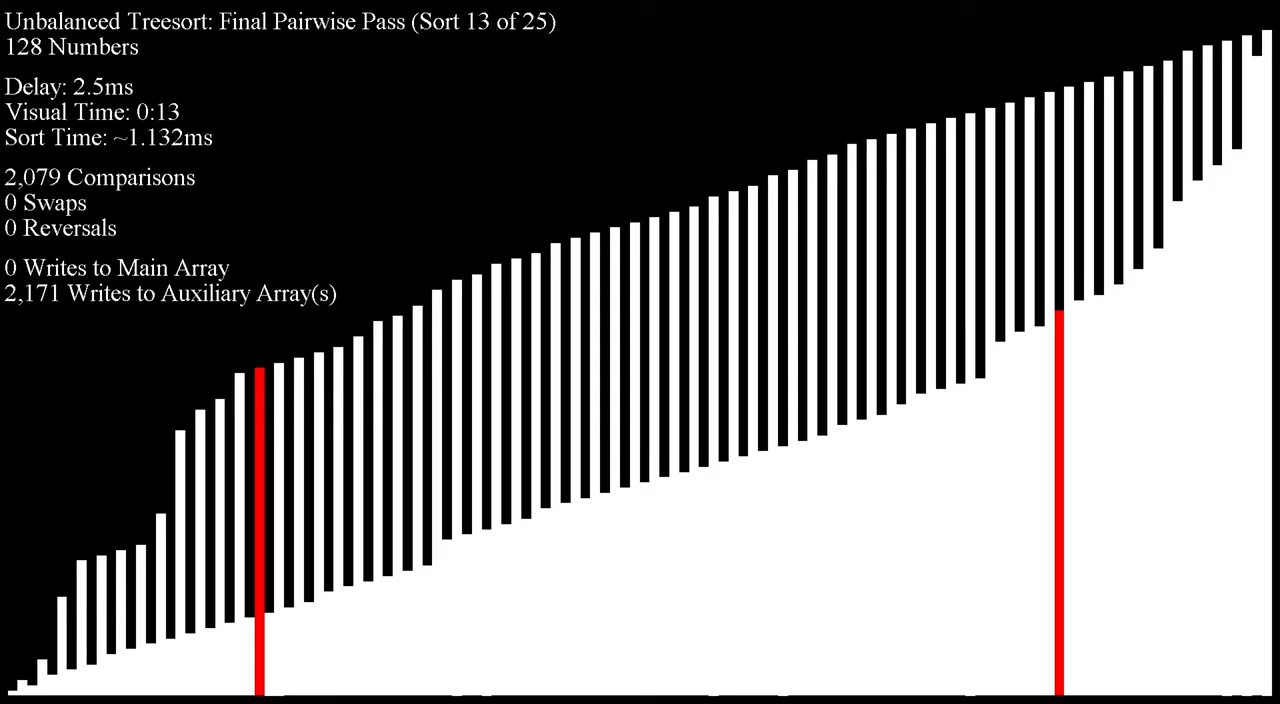 Unbalanced Treesort: Final Pairwise Pass (Sort 13 of 25)
128 Numbers
Delay: 2.5ms
Visual Time: 0:13
Sort Time: ~1.132ms
2,079 Comparisons
0 Swaps
0 Reversals
0 Writes to Main Array
2,171 Writes to Auxiliary Array(s)